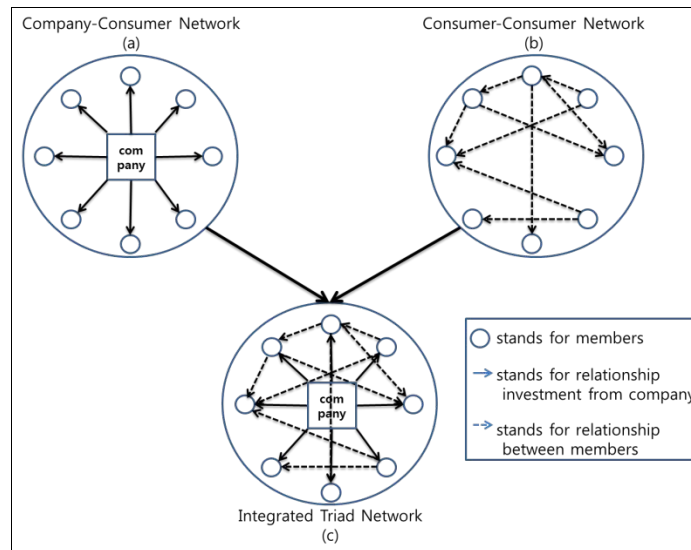 Company-Consumer Network
(a)
Consumer-Consumer Network
(b)
com
pany
com
pany
Integrated Triad Network
(c)
stands for members
stands for relationship
investment from company
stands for relationship
between members